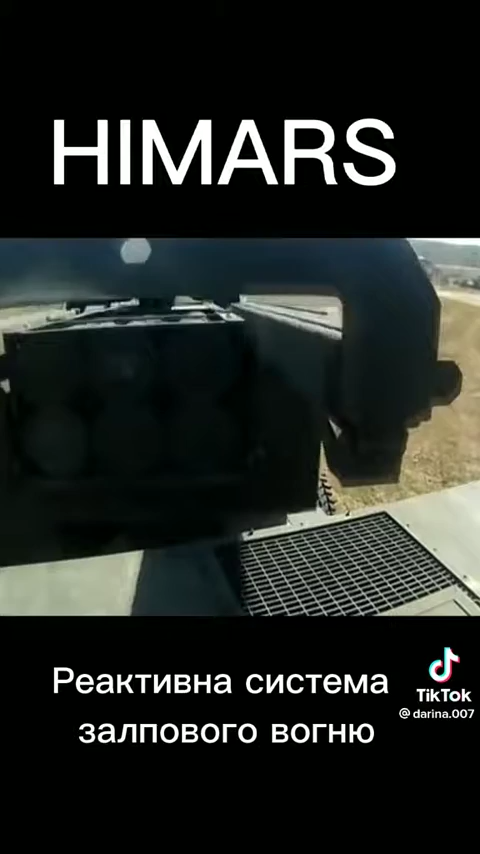 HIMARS
Реактивна система
залпового вогню
TikTok
@darina.007